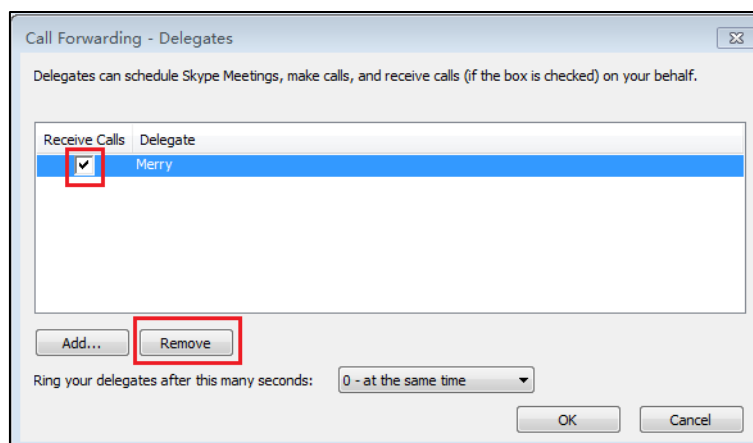 Call Forwarding - Delegates
Delegates can schedule Skype Meetings, make calls, and receive calls (if the box is checked) on your behalf.
Receive Calls Delegate
Merry
Add... Remove
Ring your delegates after this many seconds: 0 - at the same time
OK Cancel